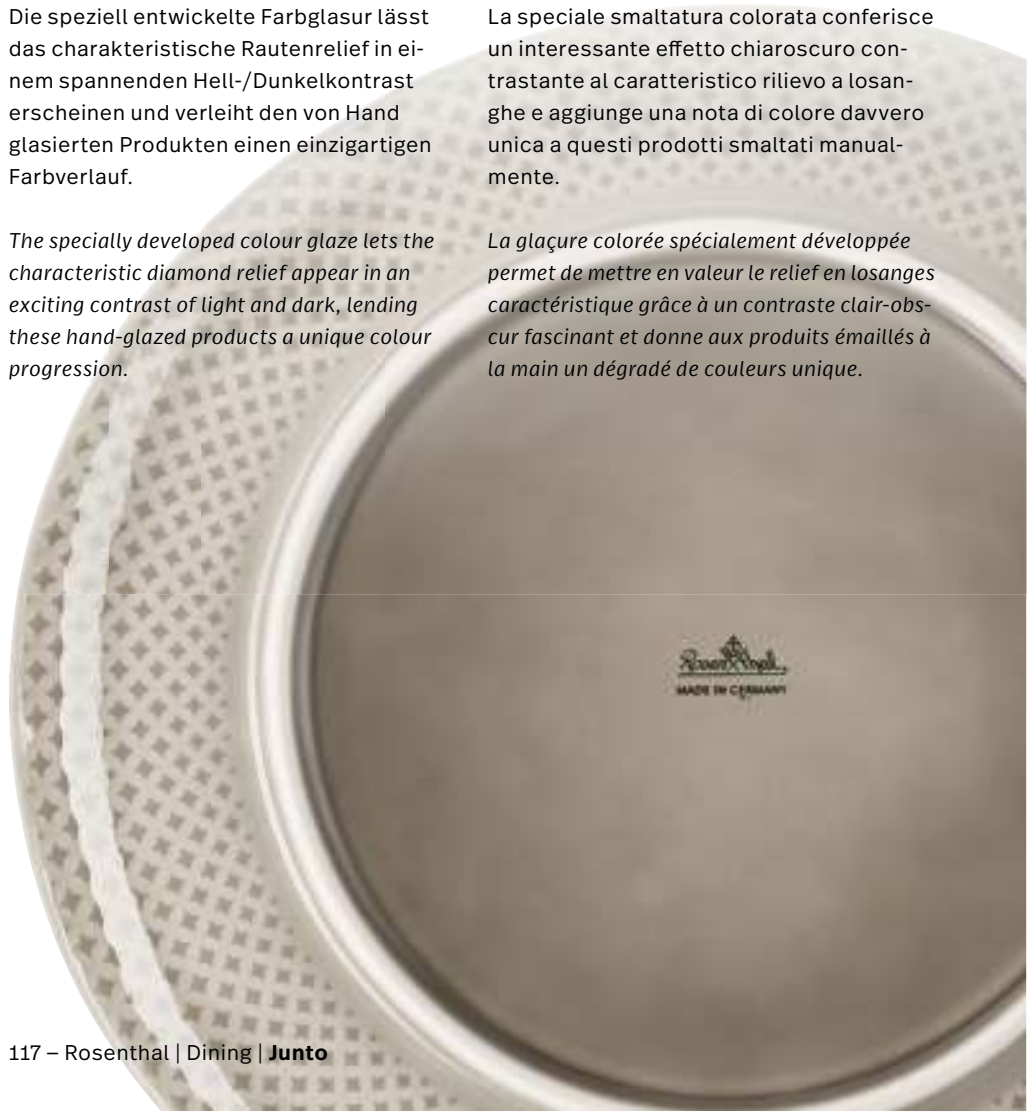 Die speziell entwickelte Farbglasur lässt
das charakteristische Rautenrelief in ei-
nem spannenden Hell-/Dunkelkontrast
erscheinen und verleiht den von Hand
glasierten Produkten einen einzigartigen
Farbverlauf.
The specially developed colour glaze lets the
characteristic diamond relief appear in an
exciting contrast of light and dark, lending
these hand-glazed products a unique colour
progression.
La speciale smaltatura colorata conferisce
un interessante effetto chiaroscuro con-
trastante al caratteristico rilievo a losan-
ghe e aggiunge una nota di colore davvero
unica a questi prodotti smaltati manual-
mente.
La glaçure colorée spécialement développée
permet de mettre en valeur le relief en losanges
caractéristique grâce à un contraste clair-obs-
cur fascinant et donne aux produits émaillés à
la main un dégradé de couleurs unique.
Rosenthal
MADE IN GERMANY
117 – Rosenthal | Dining | Junto